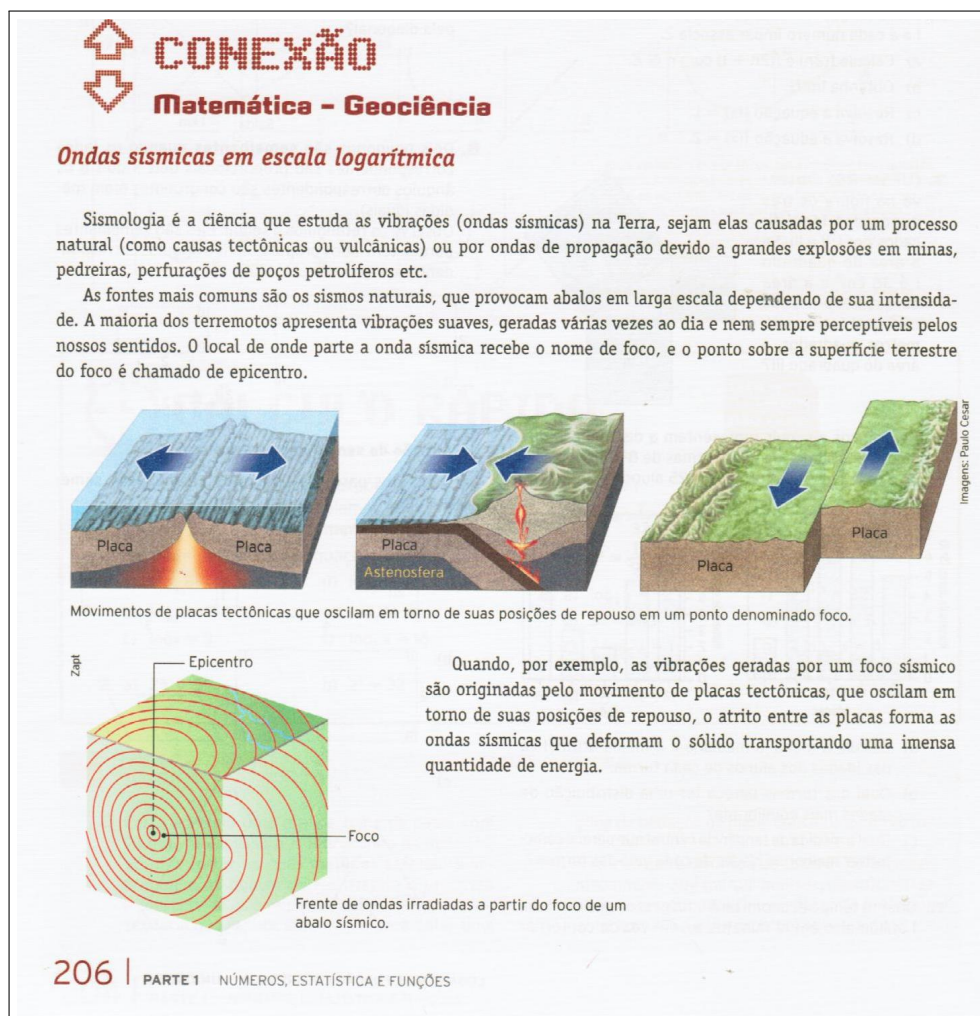 CONEXÃO
Matemática - Geociência
Ondas sísmicas em escala logarítmica
Sismologia é a ciência que estuda as vibrações (ondas sísmicas) na Terra, sejam elas causadas por um processo
natural (como causas tectônicas ou vulcânicas) ou por ondas de propagação devido a grandes explosões em minas,
pedreiras, perfurações de poços petrolíferos etc.
As fontes mais comuns são os sismos naturais, que provocam abalos em larga escala dependendo de sua intensida-
de. A maioria dos terremotos apresenta vibrações suaves, geradas várias vezes ao dia e nem sempre perceptíveis pelos
nossos sentidos. O local de onde parte a onda sísmica recebe o nome de foco, e o ponto sobre a superfície terrestre
do foco é chamado de epicentro.
Placa
Placa
Placa
Placa
Astenosfera
Placa
Placa
Imagens: Paulo Cesar
Movimentos de placas tectônicas que oscilam em torno de suas posições de repouso em um ponto denominado foco.
Zapt
Epicentro
Foco
Quando, por exemplo, as vibrações geradas por um foco sísmico
são originadas pelo movimento de placas tectônicas, que oscilam em
torno de suas posições de repouso, o atrito entre as placas forma as
ondas sísmicas que deformam o sólido transportando uma imensa
quantidade de energia.
Frente de ondas irradiadas a partir do foco de um
abalo sísmico.
206 | PARTE 1 NÚMEROS, ESTATÍSTICA E FUNÇÕES